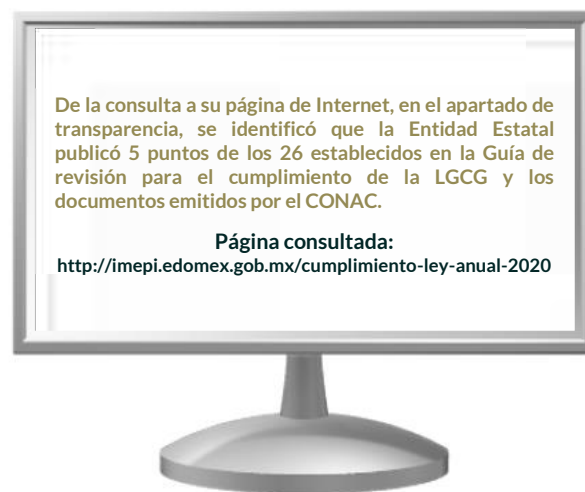 De la consulta a su página de Internet, en el apartado de
transparencia, se identificó que la Entidad Estatal
publicó 5 puntos de los 26 establecidos en la Guía de
revisión para el cumplimiento de la LGCG y los
documentos emitidos por el CONAC.
Página consultada:
http://imepi.edomex.gob.mx/cumplimiento-ley-anual-2020